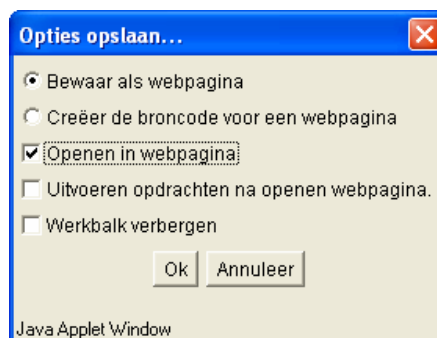 Opties opslaan...
Bewaar als webpagina
Creëer de broncode voor een webpagina
Openen in webpagina
Uitvoeren opdrachten na openen webpagina.
Werkbalk verbergen
Ok Annuleer
Java Applet Window